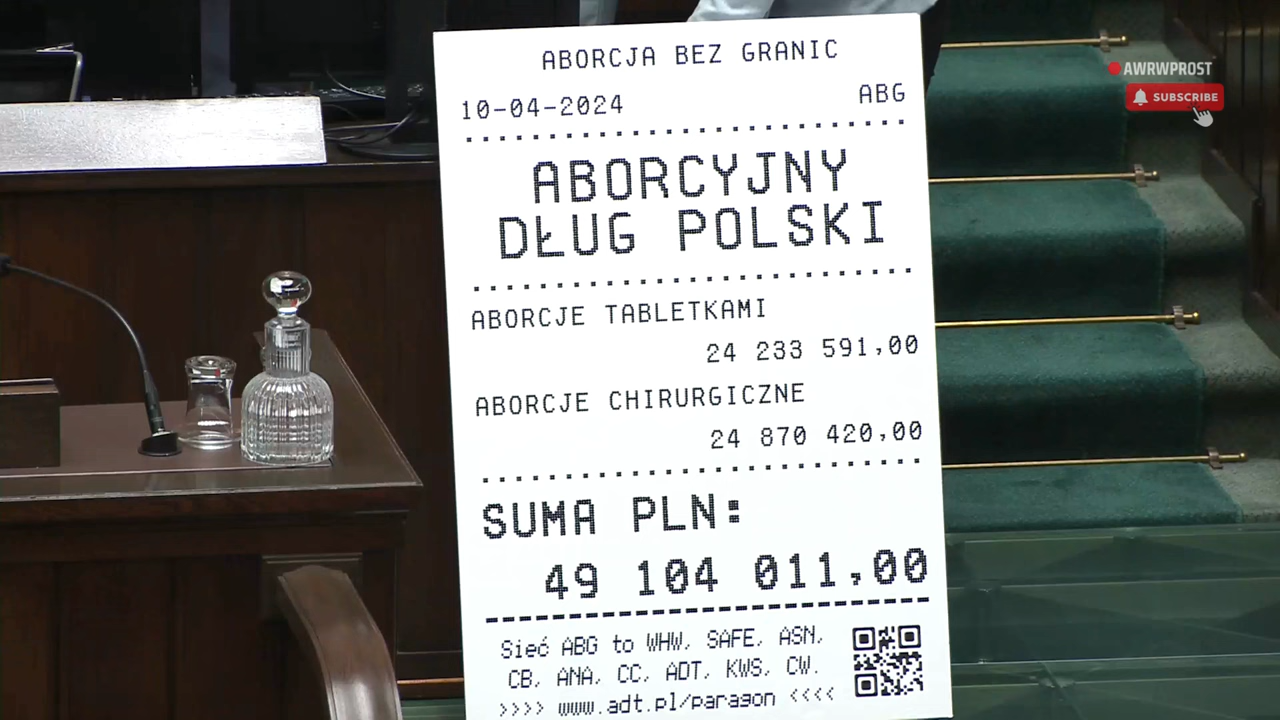 ABORCJA BEZ GRANIC
10-04-2024 ABG
ABORCYJNY
DŁUG POLSKI
ABORCJE TABLETKAMI
24 233 591,00
ABORCJE CHIRURGICZNE
24 870 420,00
SUMA PLN:
49 104 011,00
Sieć ABG to WHW, SAFE, ASN,
CB, ANA, CC, ADT, KWS, CW.
>>>> www.adt.pl/paragon <<<<
AWRWPROST
SUBSCRIBE